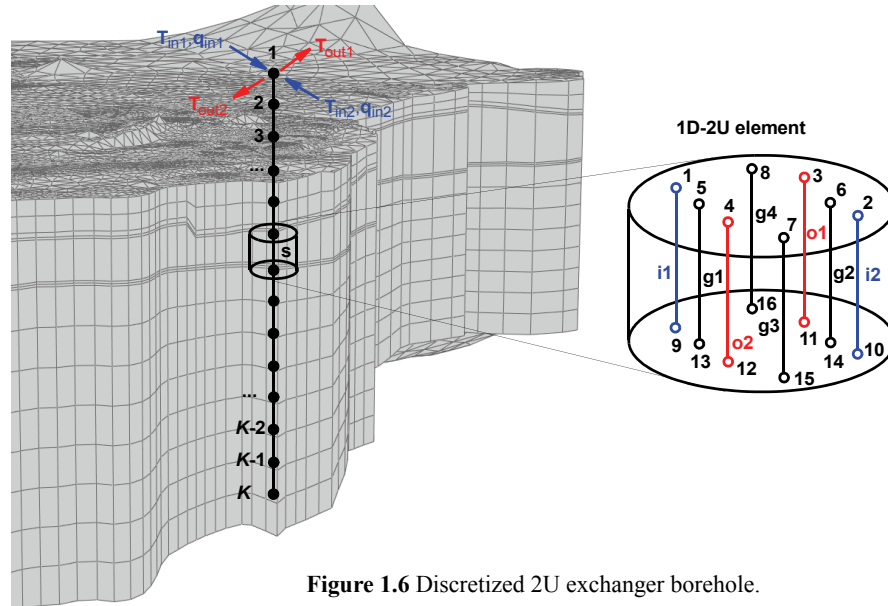 T_in1,q_in1
1
T_out1
T_out2
2
T_in2,q_in2
3
...
s
...
K-2
K-1
K
1D-2U element
1
5
4
8
7
3
6
2
g4
o1
i1
g1
g2
i2
16
g3
9
13
o2
12
11
14
10
15
Figure 1.6 Discretized 2U exchanger borehole.